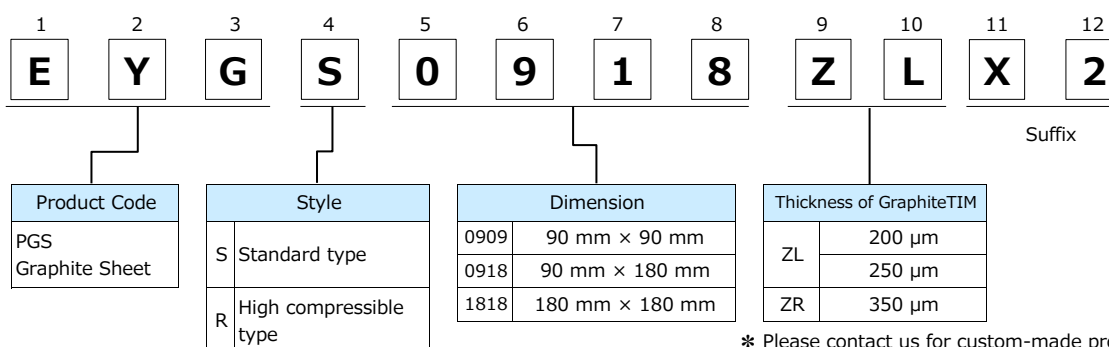 1 2 3 4 5 6 7 8 9 10 11 12
E Y G S 0 9 1 8 Z L X 2
Suffix
Product Code
PGS
Graphite Sheet
Style
S Standard type
R High compressible
type
Dimension
0909 90 mm × 90 mm
0918 90 mm × 180 mm
1818 180 mm × 180 mm
Thickness of GraphiteTIM
ZL 200 μm
250 μm
ZR 350 μm
✽ Please contact us for custom-made